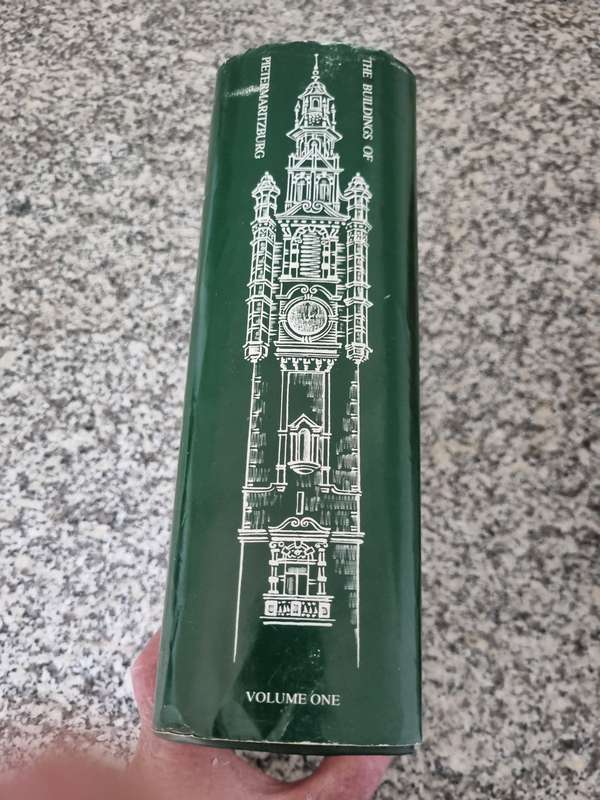 THE BUILDINGS OF
PIETERMARITZBURG
VOLUME ONE